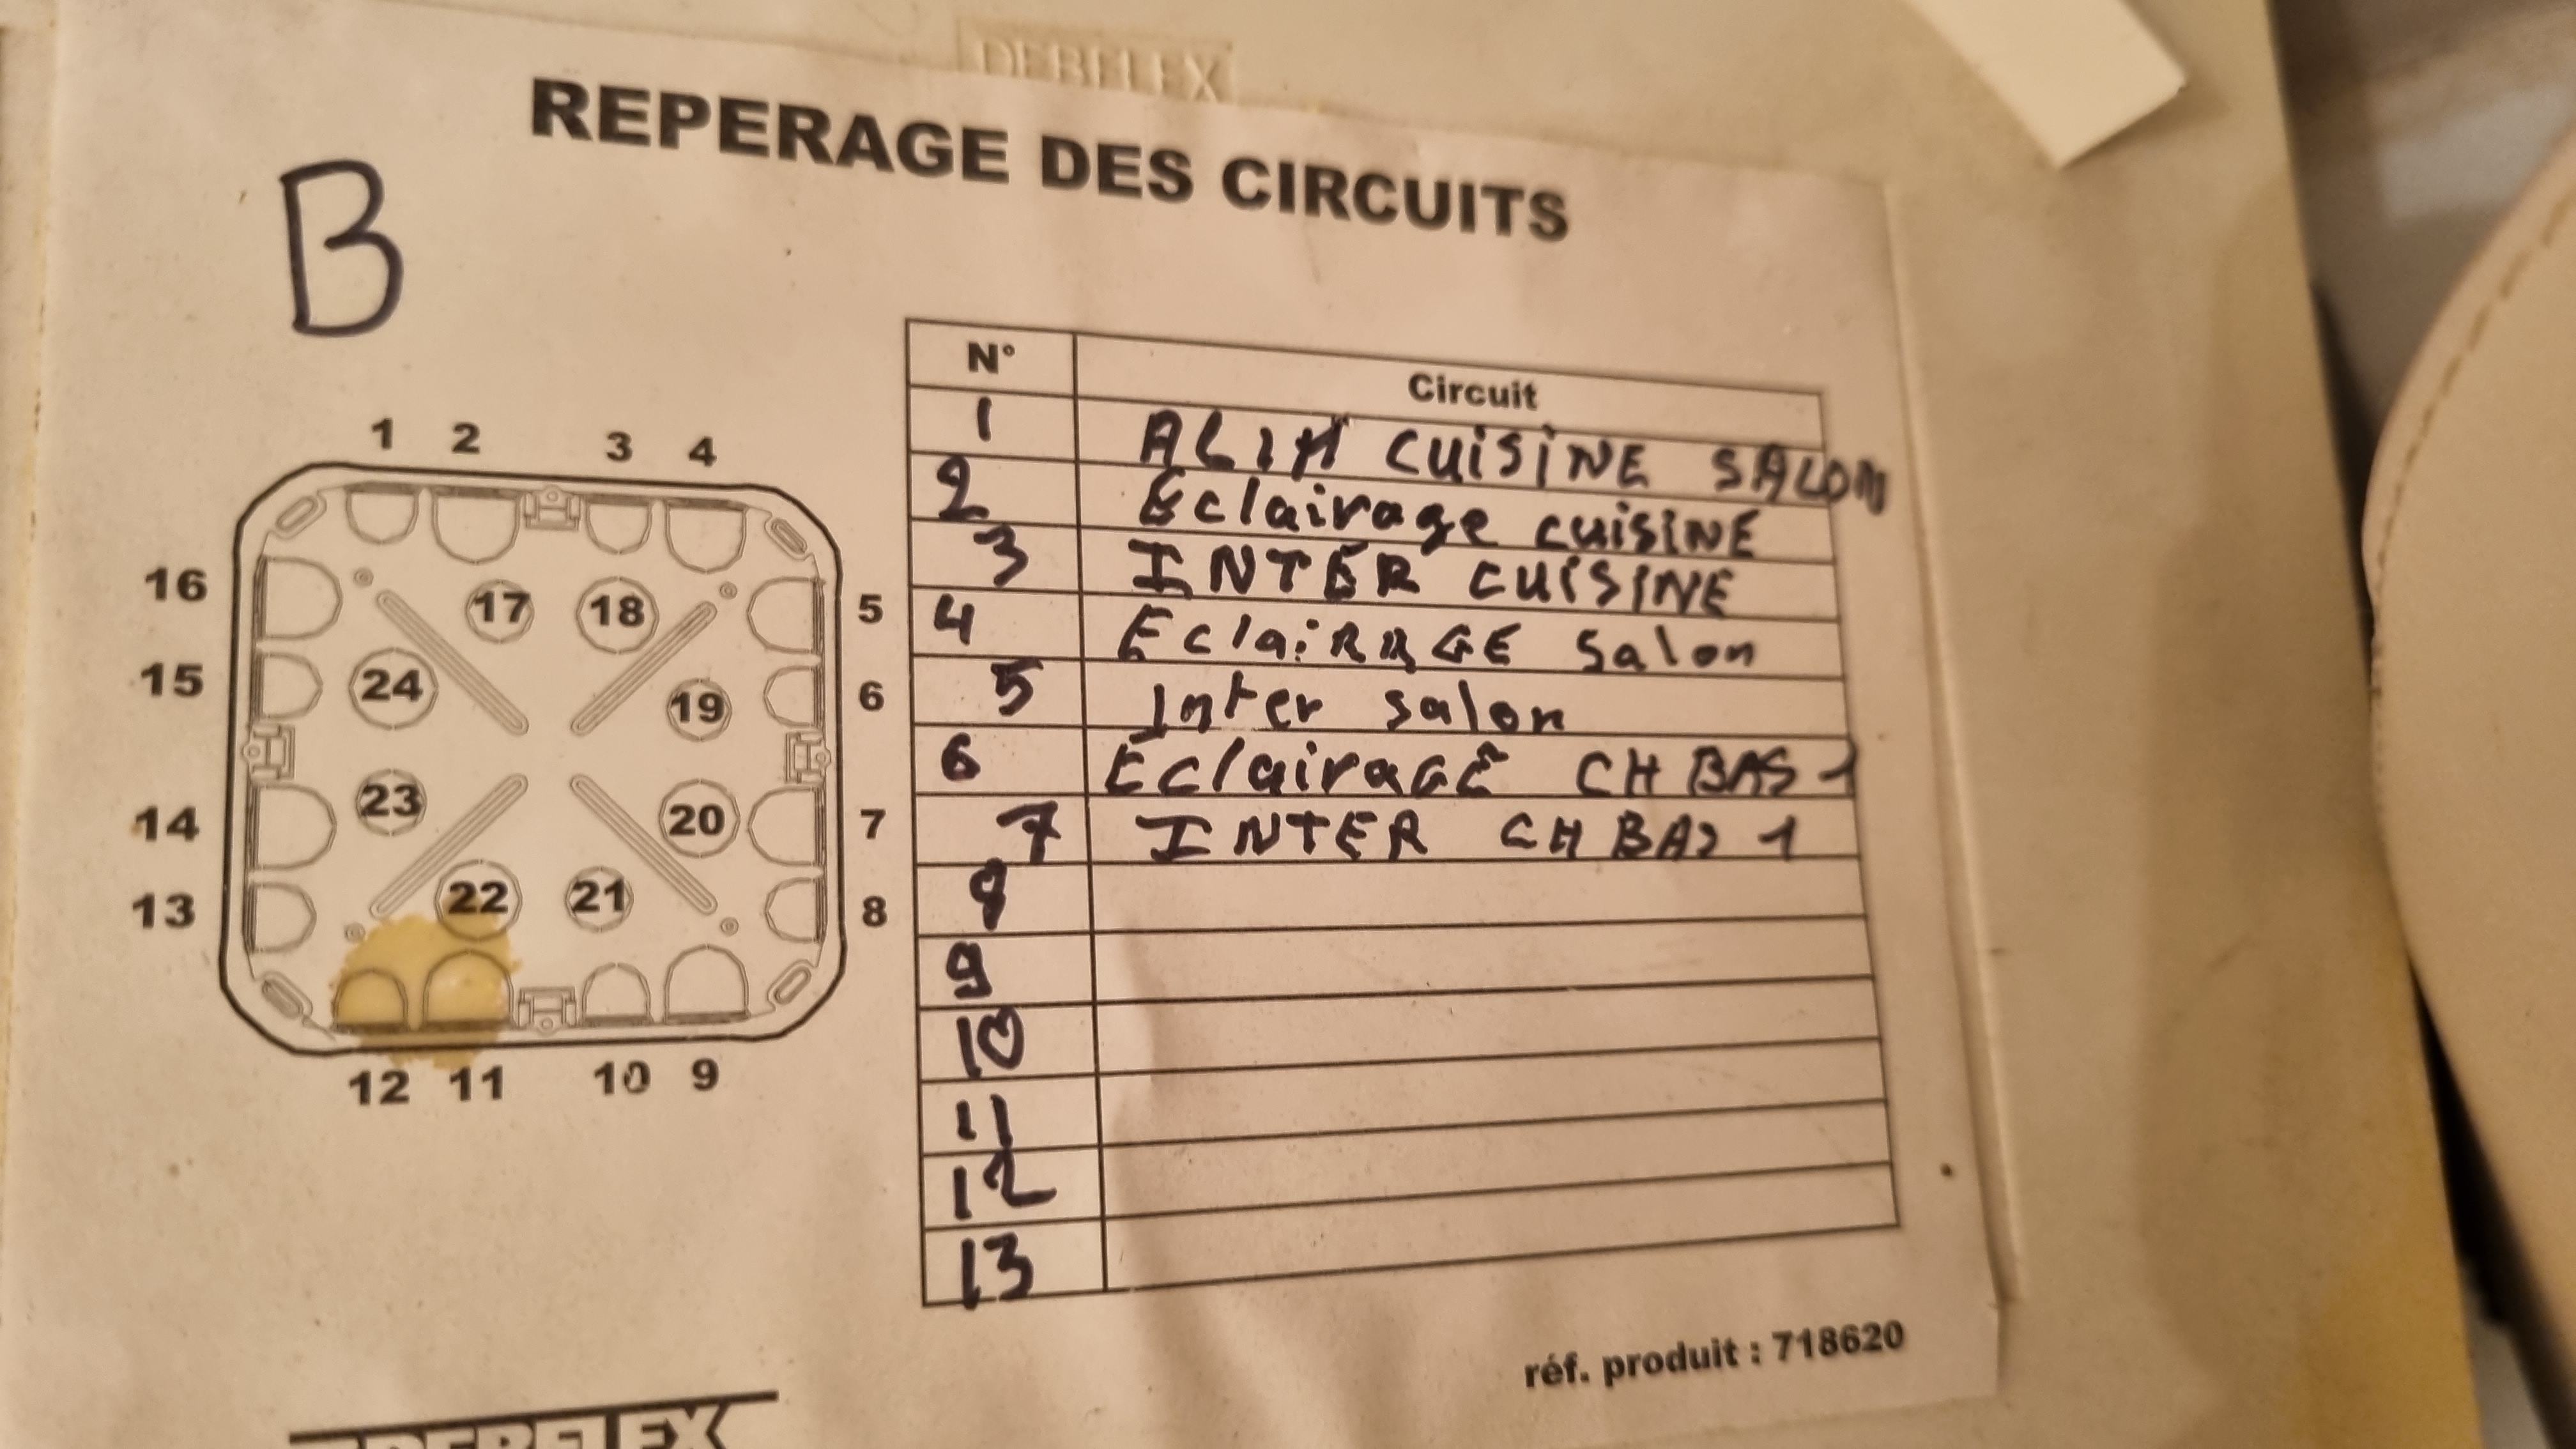 DEBFLEX
REPERAGE DES CIRCUITS
B
1 2 3 4
16 5
15 6
14 7
13 8
12 11 10 9
24 17 18 19
23 22 21 20
N° Circuit
1 ALIM CUISINE SALON
2 Eclairage cuisine
3 INTER CUISINE
4 EclaiRAGE Salon
5 Inter salon
6 EclairaGE CH BAS 1
7 INTER CH BAS 1
8
9
10
11
12
13
réf. produit : 718620
DEBFLEX